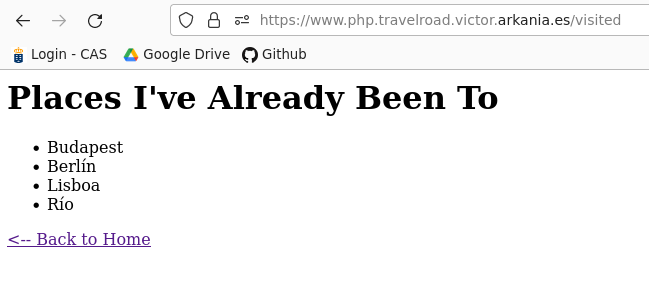 https://www.php.travelroad.victor.arkania.es/visited
Login - CAS Google Drive Github
Places I've Already Been To
Budapest
Berlín
Lisboa
Río
<-- Back to Home